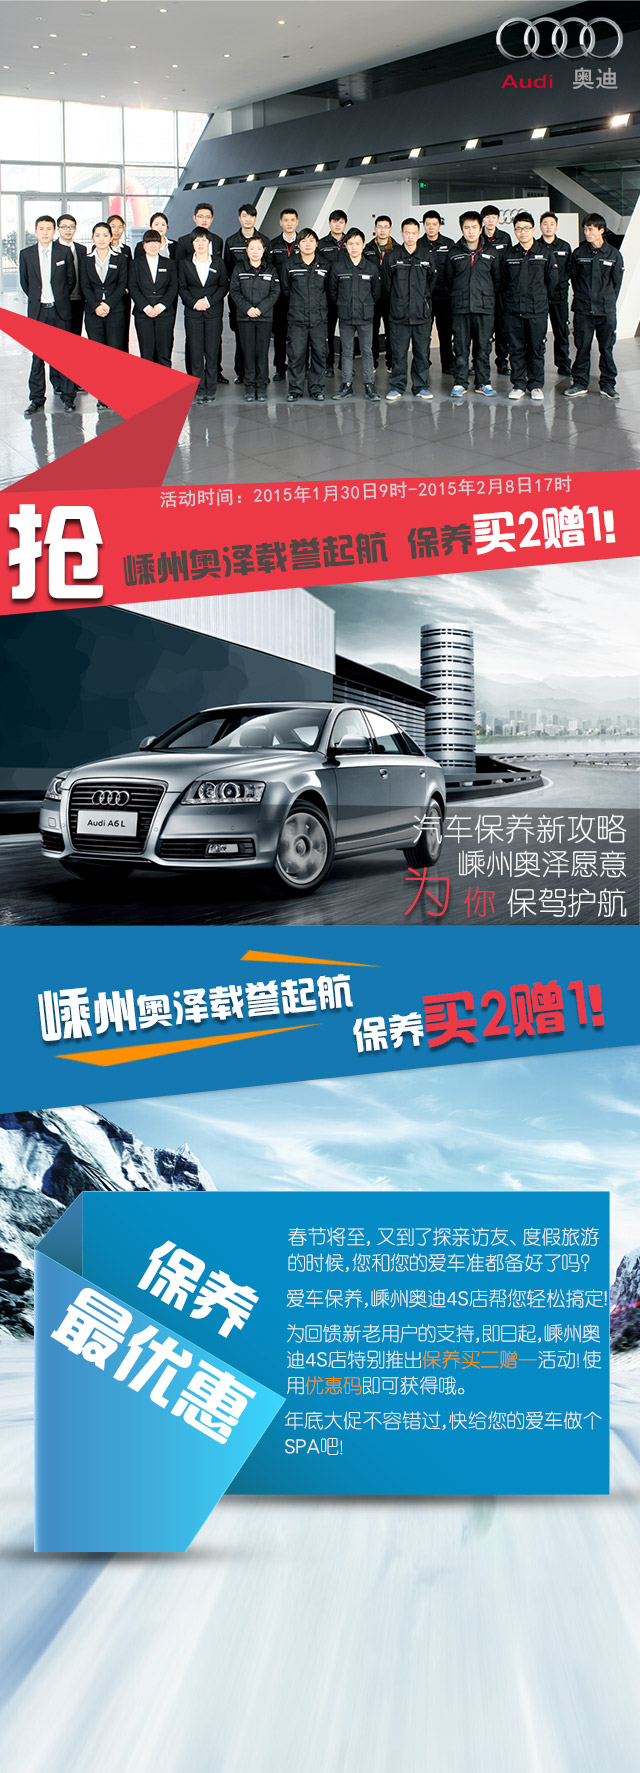 Audi 奥迪
活动时间：2015年1月30日9时-2015年2月8日17时
抢 嵊州奥泽载誉起航 保养买2赠1!
Audi A6L
汽车保养新攻略
嵊州奥泽愿意
为你保驾护航
嵊州奥泽载誉起航
保养买2赠1!
保养
最优惠
春节将至,又到了探亲访友、度假旅游
的时候,您和您的爱车准都备好了吗?
爱车保养,嵊州奥迪4S店帮您轻松搞定!
为回馈新老用户的支持,即日起,嵊州奥
迪4S店特别推出保养买二赠一活动!使
用优惠码即可获得哦。
年底大促不容错过,快给您的爱车做个
SPA吧!